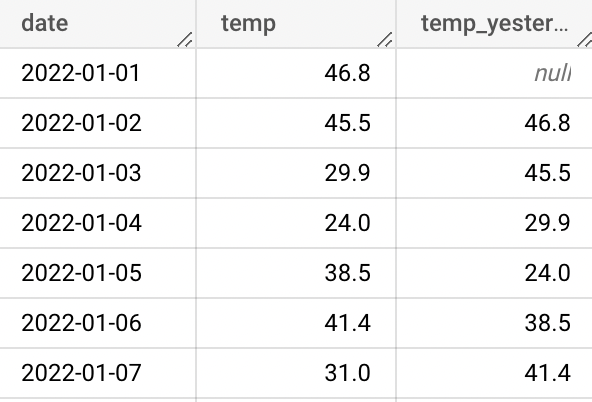 date temp temp_yester...
2022-01-01 46.8 null
2022-01-02 45.5 46.8
2022-01-03 29.9 45.5
2022-01-04 24.0 29.9
2022-01-05 38.5 24.0
2022-01-06 41.4 38.5
2022-01-07 31.0 41.4